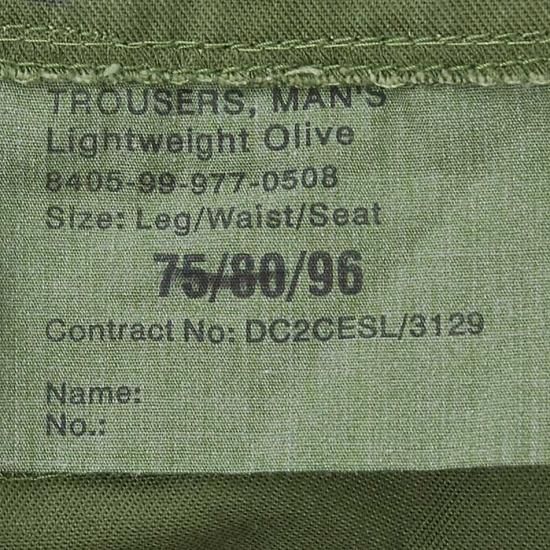 TROUSERS, MAN'S
Lightweight Olive
8405-99-977-0508
Size: Leg/Waist/Seat
75/80/96
Contract No: DC2CESL/3129
Name:
No.: